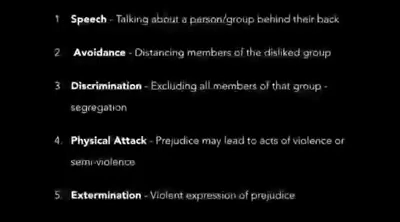 1 Speech - Talking about a person/group behind their back
2 Avoidance - Distancing members of the disliked group
3 Discrimination - Excluding all members of that group -
segregation
4. Physical Attack - Prejudice may lead to acts of violence or
semi-violence
5. Extermination - Violent expression of prejudice